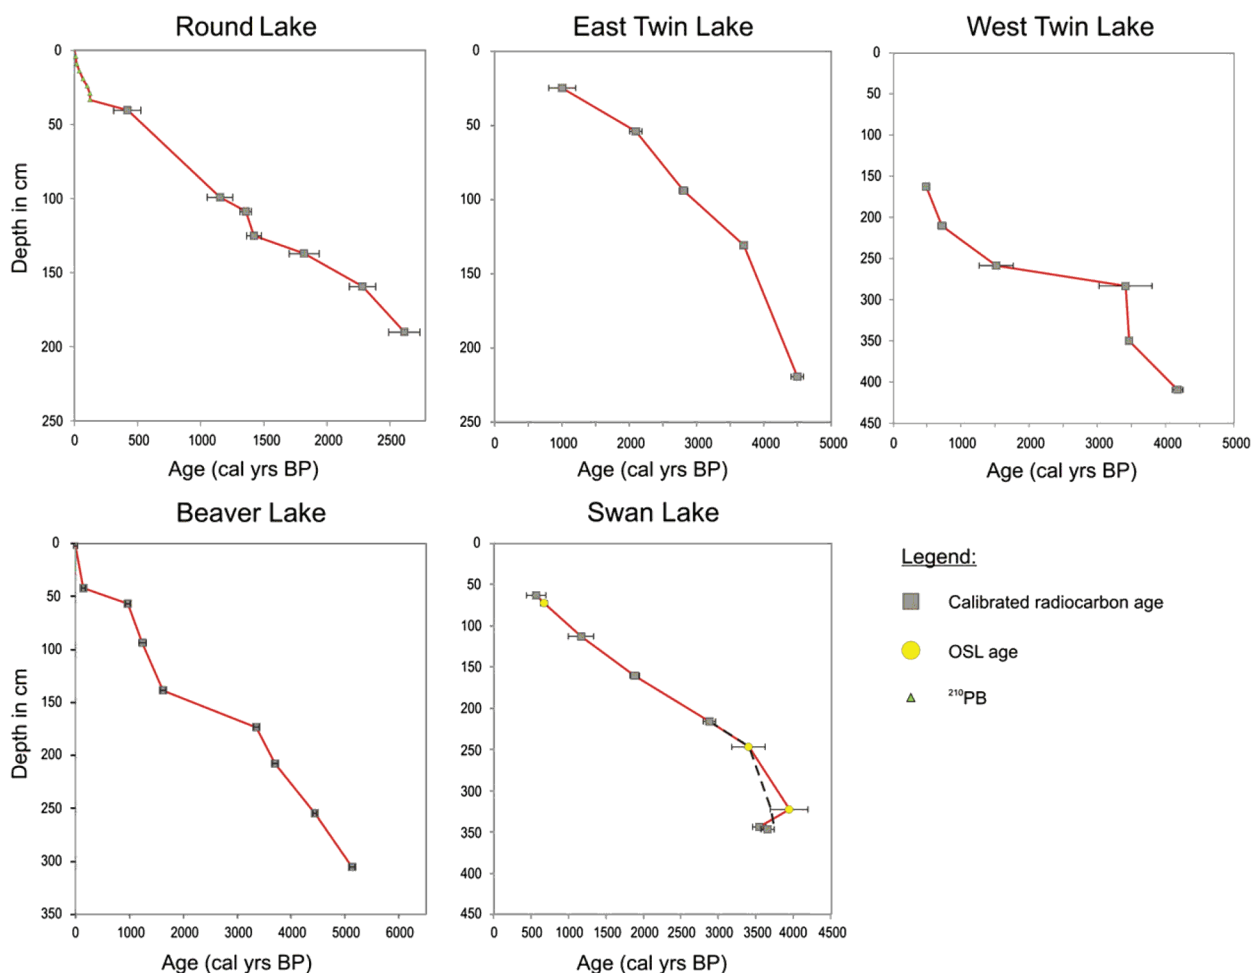 Round Lake
East Twin Lake
West Twin Lake
Depth in cm
0
50
100
150
200
250
0 500 1000 1500 2000 2500
Age (cal yrs BP)
0
50
100
150
200
250
0 1000 2000 3000 4000 5000
Age (cal yrs BP)
0
50
100
150
200
250
300
350
400
450
0 1000 2000 3000 4000 5000
Age (cal yrs BP)
Beaver Lake
Swan Lake
Depth in cm
0
50
100
150
200
250
300
350
0 1000 2000 3000 4000 5000 6000
Age (cal yrs BP)
0
50
100
150
200
250
300
350
400
450
0 500 1000 1500 2000 2500 3000 3500 4000 4500
Age (cal yrs BP)
Legend:
Calibrated radiocarbon age
OSL age
²¹⁰PB